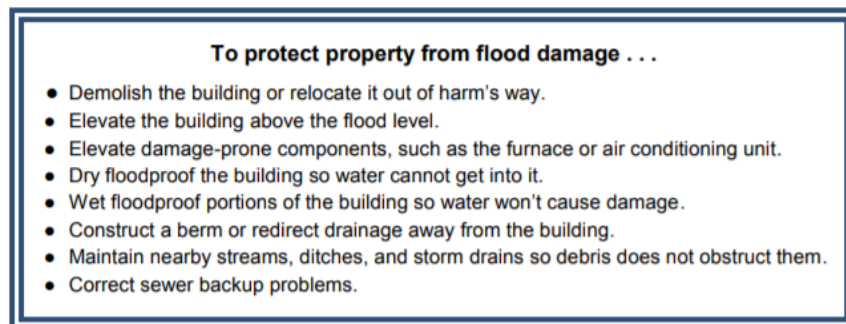 To protect property from flood damage . . .
● Demolish the building or relocate it out of harm's way.
● Elevate the building above the flood level.
● Elevate damage-prone components, such as the furnace or air conditioning unit.
● Dry floodproof the building so water cannot get into it.
● Wet floodproof portions of the building so water won't cause damage.
● Construct a berm or redirect drainage away from the building.
● Maintain nearby streams, ditches, and storm drains so debris does not obstruct them.
● Correct sewer backup problems.